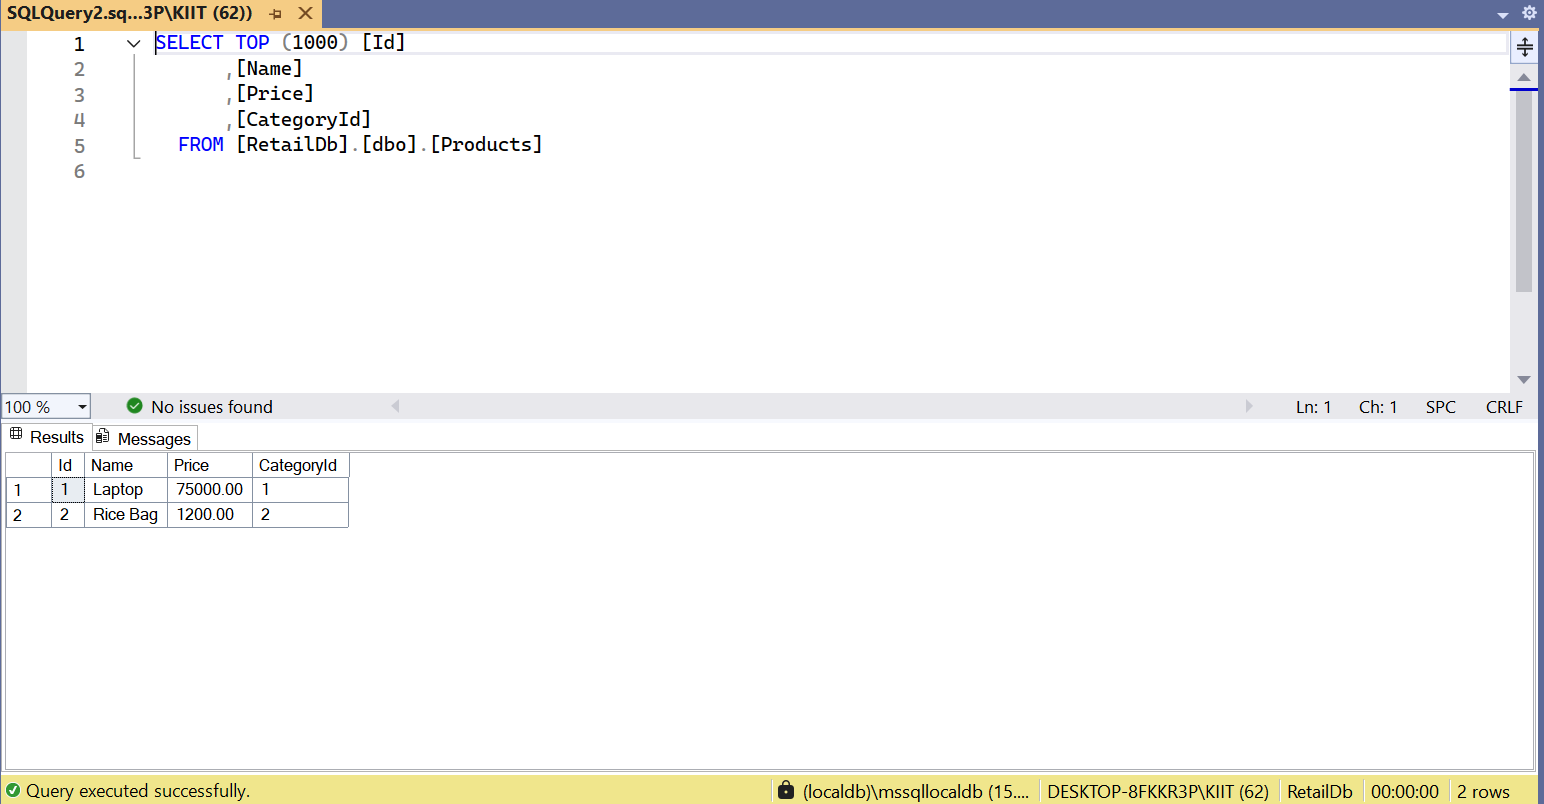 SQLQuery2.sq...3P\KIIT (62))
1 SELECT TOP (1000) [Id]
2 ,[Name]
3 ,[Price]
4 ,[CategoryId]
5 FROM [RetailDb].[dbo].[Products]
6
100 % No issues found Ln: 1 Ch: 1 SPC CRLF
Results Messages
Id Name Price CategoryId
1 1 Laptop 75000.00 1
2 2 Rice Bag 1200.00 2
Query executed successfully. (localdb)\mssqllocaldb (15.... DESKTOP-8FKKR3P\KIIT (62) RetailDb 00:00:00 2 rows